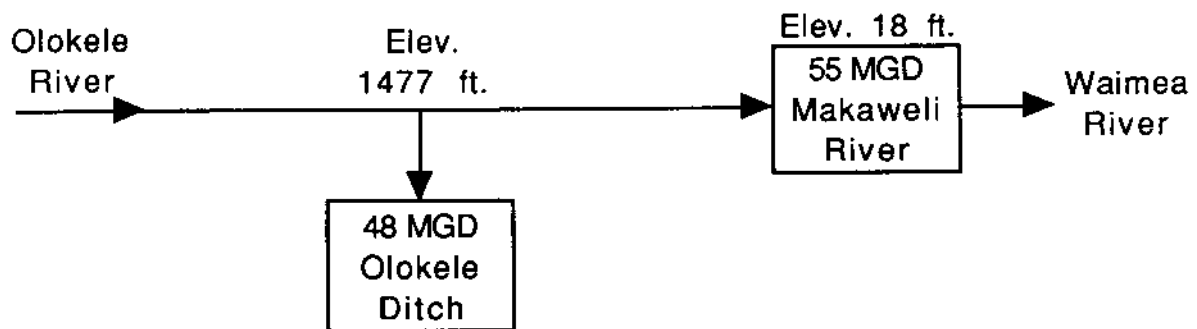 Olokele
River
Elev.
1477 ft.
48 MGD
Olokele
Ditch
Elev. 18 ft.
55 MGD
Makaweli
River
Waimea
River